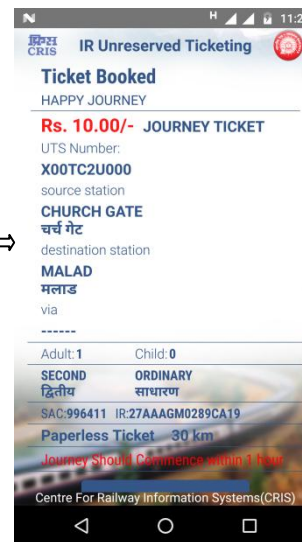 N H 11:2
क्रिस
CRIS IR Unreserved Ticketing
Ticket Booked
HAPPY JOURNEY
Rs. 10.00/- JOURNEY TICKET
UTS Number:
X00TC2U000
source station
CHURCH GATE
चर्च गेट
destination station
MALAD
मलाड
via
------
Adult: 1 Child: 0
SECOND ORDINARY
द्वितीय साधारण
SAC:996411 IR:27AAAGM0289CA19
Paperless Ticket 30 km
Journey Should Commence within 1 hour
Centre For Railway Information Systems(CRIS)